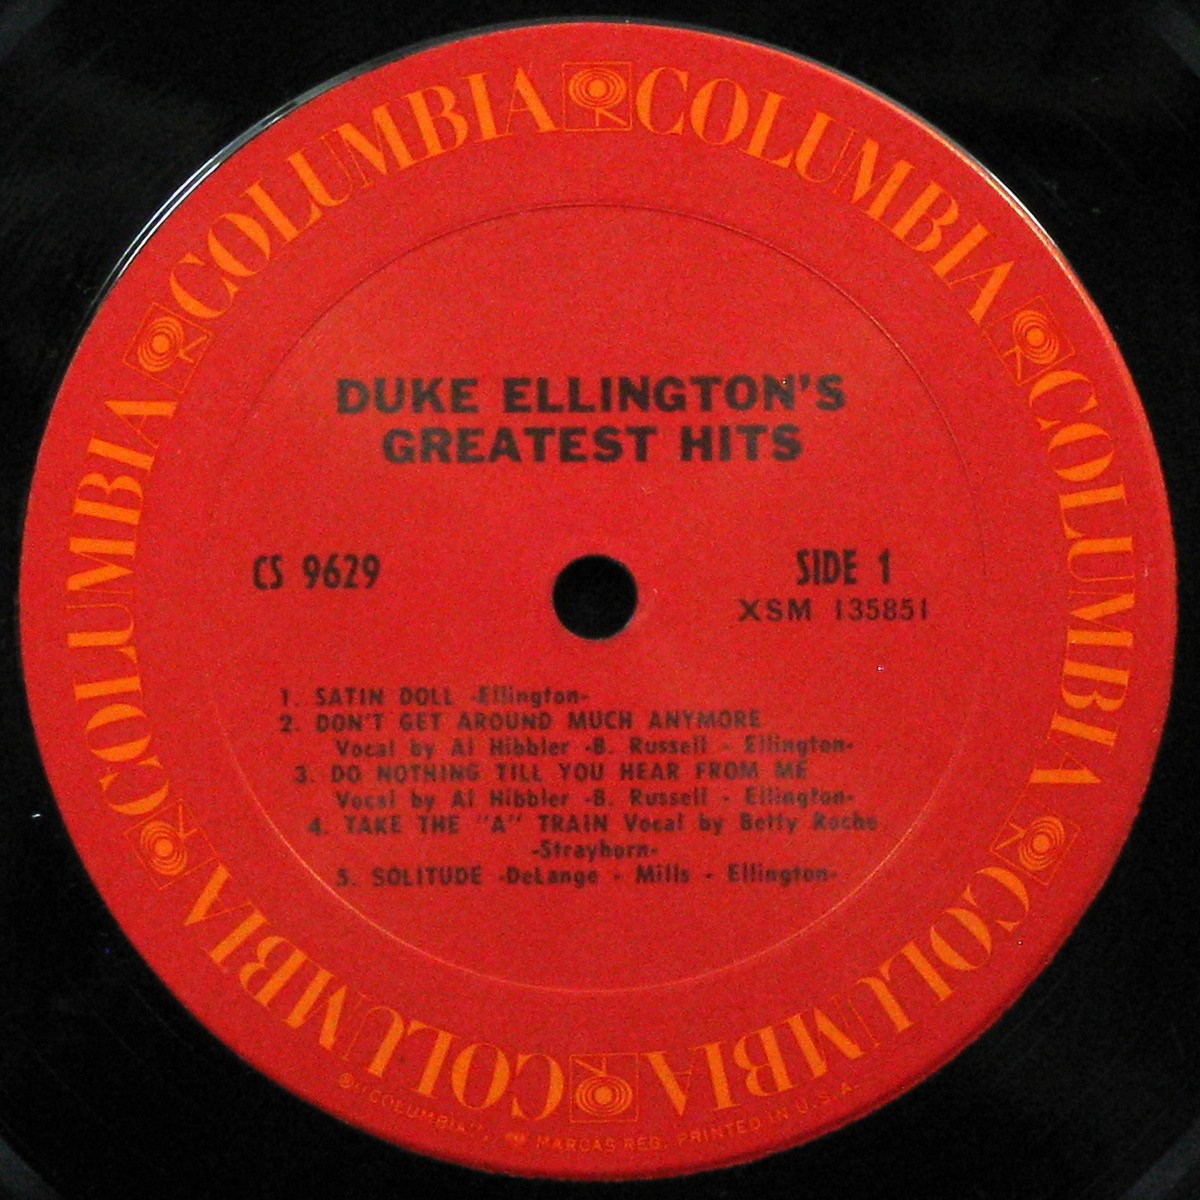 COLUMBIA COLUMBIA COLUMBIA COLUMBIA COLUMBIA COLUMBIA
DUKE ELLINGTON'S
GREATEST HITS
CS 9629
SIDE 1
XSM 135851
1. SATIN DOLL -Ellington-
2. DON'T GET AROUND MUCH ANYMORE
Vocal by Al Hibbler -B. Russell - Ellington-
3. DO NOTHING TILL YOU HEAR FROM ME
Vocal by Al Hibbler -B. Russell - Ellington-
4. TAKE THE "A" TRAIN Vocal by Betty Roche
-Strayhorn-
5. SOLITUDE -DeLange - Mills - Ellington-
® "COLUMBIA", MARCAS REG. PRINTED IN U.S.A.